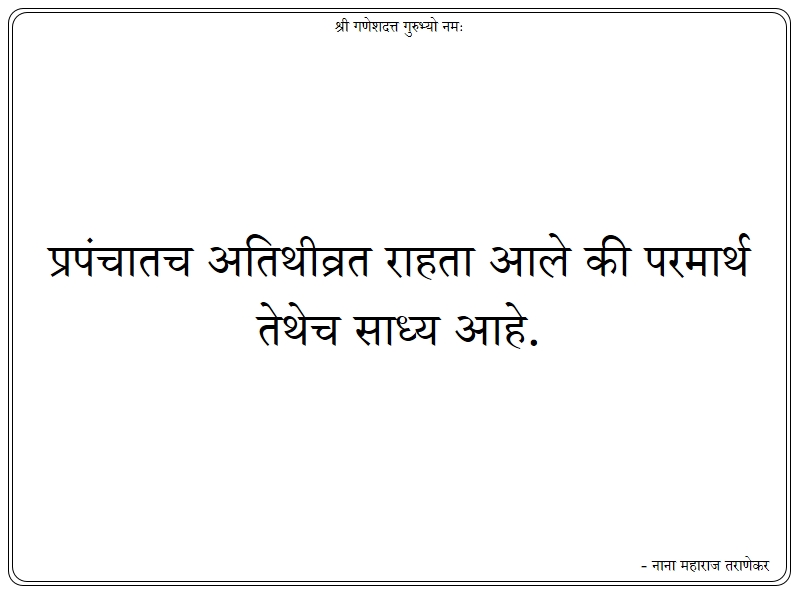 श्री गणेशदत्त गुरुभ्यो नमः
प्रपंचातच अतिथीव्रत राहता आले की परमार्थ
तेथेच साध्य आहे.
- नाना महाराज तराणेकर